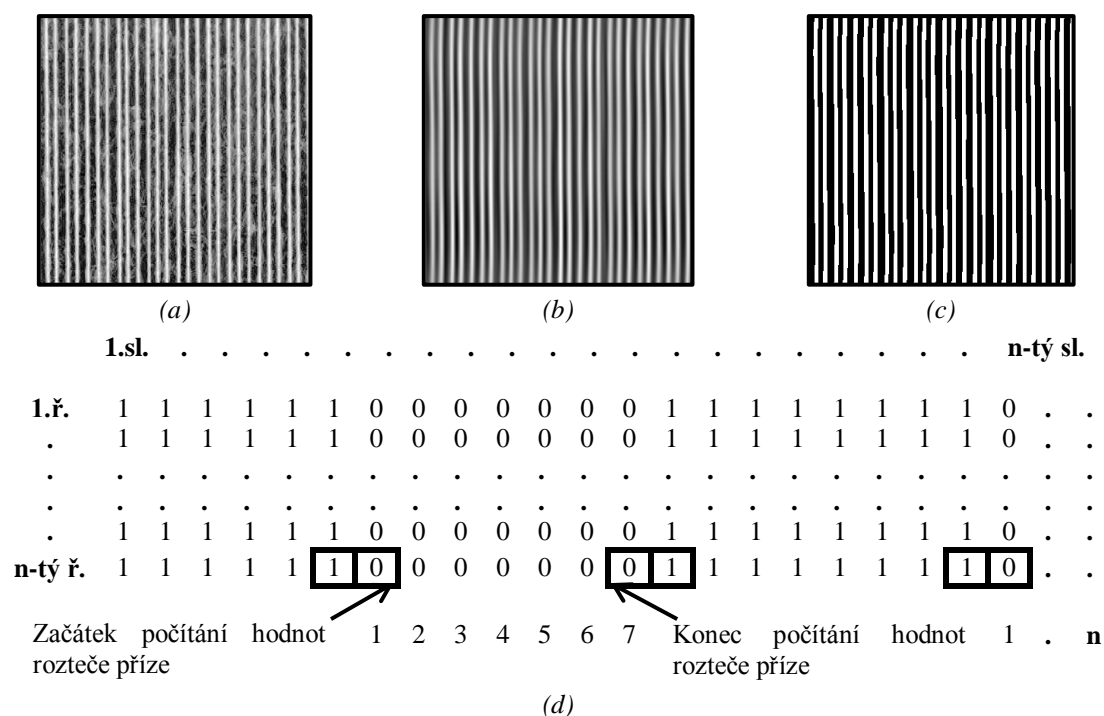 (a) (b) (c)
1.sl. . . . . . . . . . . . . . . . . . . . . n-tý sl.
1.ř. 1 1 1 1 1 1 0 0 0 0 0 0 0 1 1 1 1 1 1 1 1 0 . .
. 1 1 1 1 1 1 0 0 0 0 0 0 0 1 1 1 1 1 1 1 1 0 . .
. . . . . . . . . . . . . . . . . . . . . . . . .
. . . . . . . . . . . . . . . . . . . . . . . . .
. 1 1 1 1 1 1 0 0 0 0 0 0 0 1 1 1 1 1 1 1 1 0 . .
n-tý ř. 1 1 1 1 1 1 0 0 0 0 0 0 0 1 1 1 1 1 1 1 1 0 . .
Začátek počítání hodnot 1 2 3 4 5 6 7 Konec počítání hodnot 1 . n
rozteče příze rozteče příze
(d)